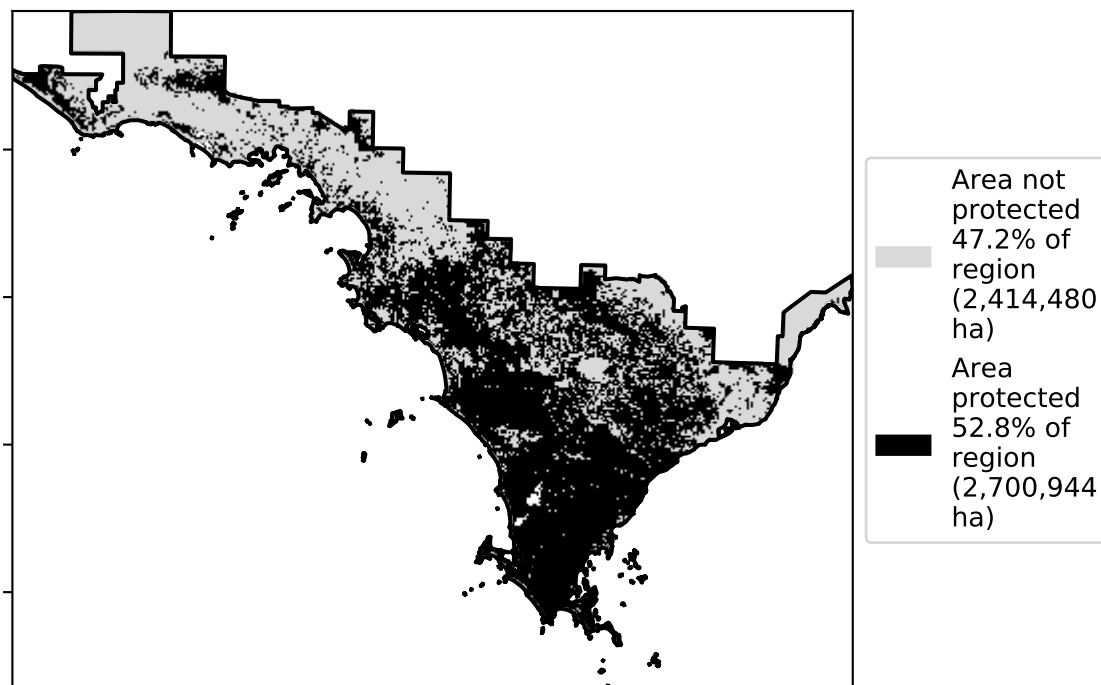 Area not
protected
47.2% of
region
(2,414,480
ha)
Area
protected
52.8% of
region
(2,700,944
ha)